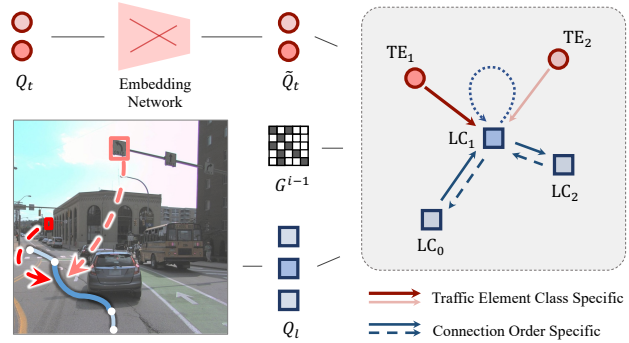 Q_t
Embedding
Network
Q̃_t
TE_1
TE_2
LC_1
G^{i−1}
LC_2
LC_0
Q_l
Traffic Element Class Specific
Connection Order Specific